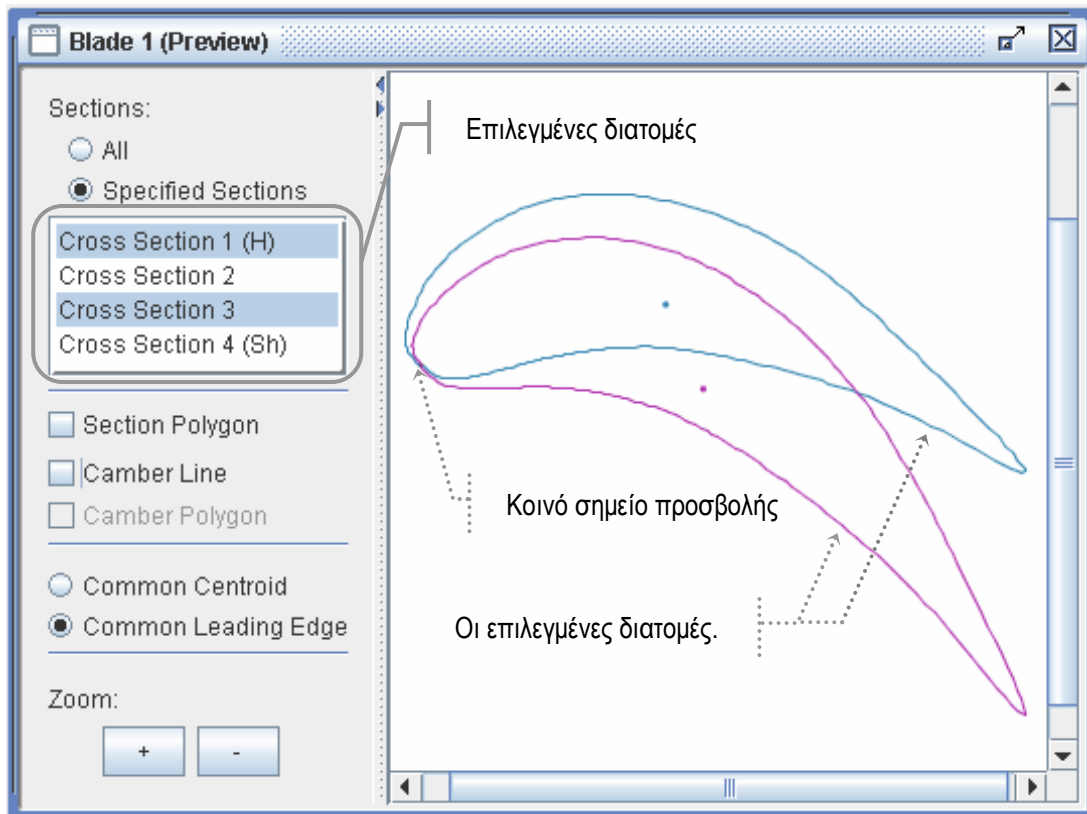 Blade 1 (Preview)
Sections:
All
Specified Sections
Cross Section 1 (H)
Cross Section 2
Cross Section 3
Cross Section 4 (Sh)
Section Polygon
Camber Line
Camber Polygon
Common Centroid
Common Leading Edge
Zoom:
+ -
Επιλεγμένες διατομές
Κοινό σημείο προσβολής
Οι επιλεγμένες διατομές.